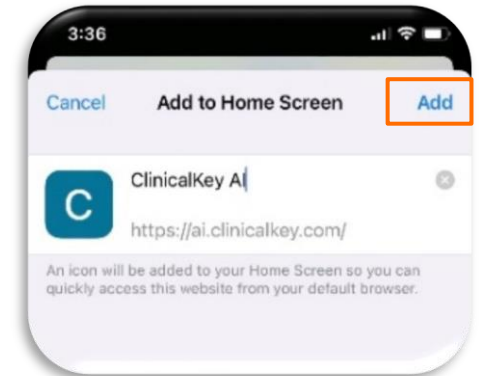 3:36
Cancel Add to Home Screen Add
C
ClinicalKey AI
https://ai.clinicalkey.com/
An icon will be added to your Home Screen so you can
quickly access this website from your default browser.